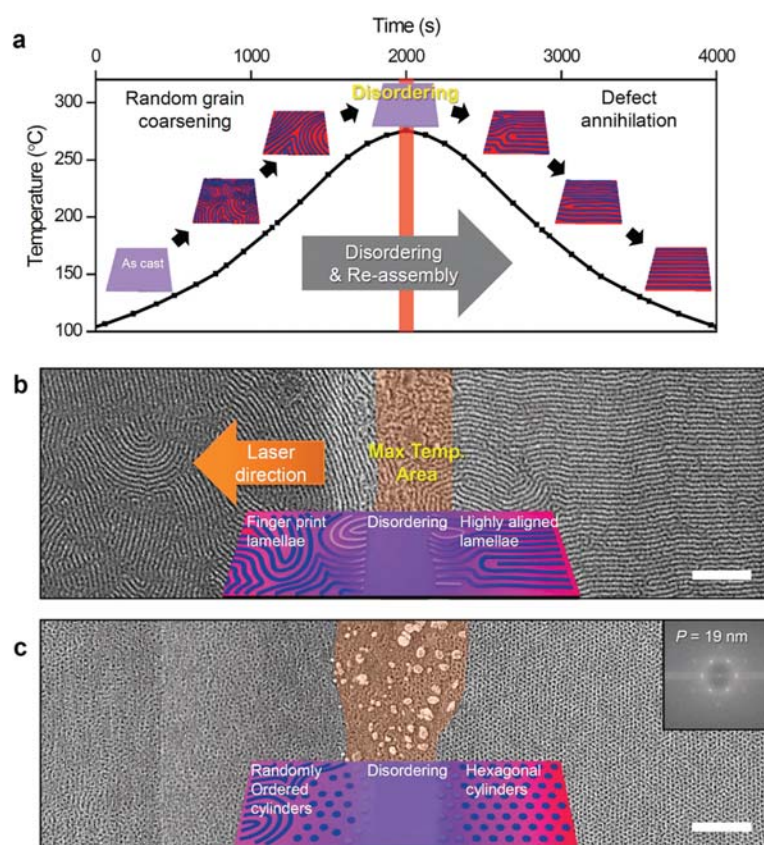 a
Time (s)
0 1000 2000 3000 4000
Temperature (°C)
300
250
200
150
100
Random grain
coarsening
Disordering
Defect
annihilation
As cast
Disordering
& Re-assembly
b
Laser
direction
Max Temp.
Area
Finger print
lamellae
Disordering
Highly aligned
lamellae
c
P = 19 nm
Randomly
Ordered
cylinders
Disordering
Hexagonal
cylinders